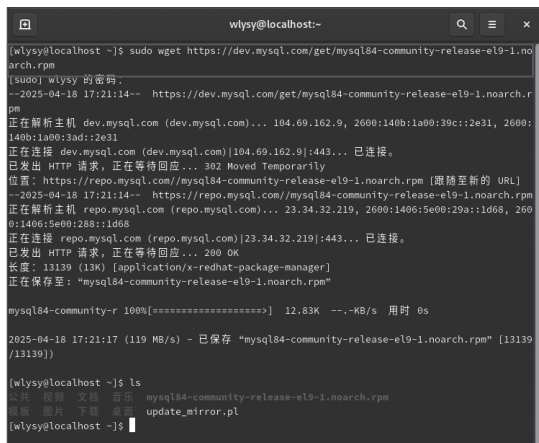 wlysy@localhost:~
[wlysy@localhost ~]$ sudo wget https://dev.mysql.com/get/mysql84-community-release-el9-1.no
arch.rpm
[sudo] wlysy 的密码：
--2025-04-18 17:21:14--  https://dev.mysql.com/get/mysql84-community-release-el9-1.noarch.r
pm
正在解析主机 dev.mysql.com (dev.mysql.com)... 104.69.162.9, 2600:140b:1a00:39c::2e31, 2600:
140b:1a00:3ad::2e31
正在连接 dev.mysql.com (dev.mysql.com)|104.69.162.9|:443... 已连接。
已发出 HTTP 请求，正在等待回应... 302 Moved Temporarily
位置：https://repo.mysql.com//mysql84-community-release-el9-1.noarch.rpm [跟随至新的 URL]
--2025-04-18 17:21:14--  https://repo.mysql.com//mysql84-community-release-el9-1.noarch.rpm
正在解析主机 repo.mysql.com (repo.mysql.com)... 23.34.32.219, 2600:1406:5e00:29a::1d68, 260
0:1406:5e00:288::1d68
正在连接 repo.mysql.com (repo.mysql.com)|23.34.32.219|:443... 已连接。
已发出 HTTP 请求，正在等待回应... 200 OK
长度：13139 (13K) [application/x-redhat-package-manager]
正在保存至: “mysql84-community-release-el9-1.noarch.rpm”
mysql84-community-r 100%[===================>]  12.83K  --.-KB/s  用时 0s
2025-04-18 17:21:17 (119 MB/s) - 已保存 “mysql84-community-release-el9-1.noarch.rpm” [13139
/13139])
[wlysy@localhost ~]$ ls
公共  视频  文档  音乐  mysql84-community-release-el9-1.noarch.rpm
模板  图片  下载  桌面  update_mirror.pl
[wlysy@localhost ~]$